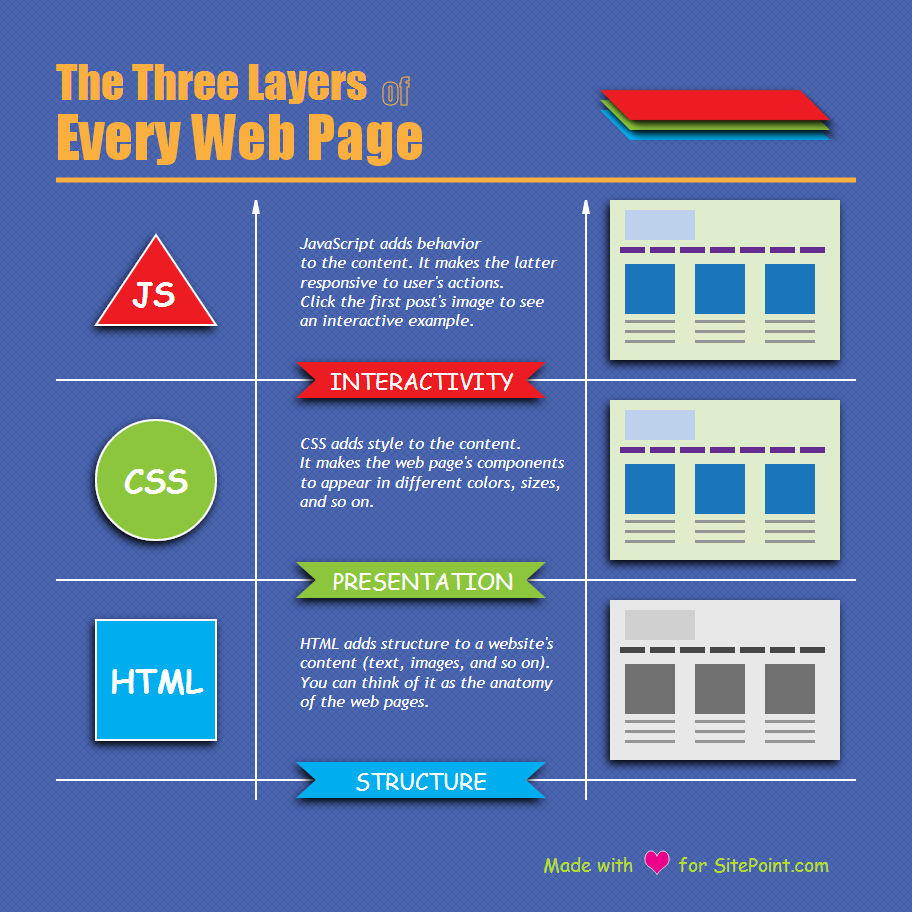 The Three Layers of
Every Web Page
JS
JavaScript adds behavior
to the content. It makes the latter
responsive to user's actions.
Click the first post's image to see
an interactive example.
INTERACTIVITY
CSS
CSS adds style to the content.
It makes the web page's components
to appear in different colors, sizes,
and so on.
PRESENTATION
HTML
HTML adds structure to a website's
content (text, images, and so on).
You can think of it as the anatomy
of the web pages.
STRUCTURE
Made with for SitePoint.com